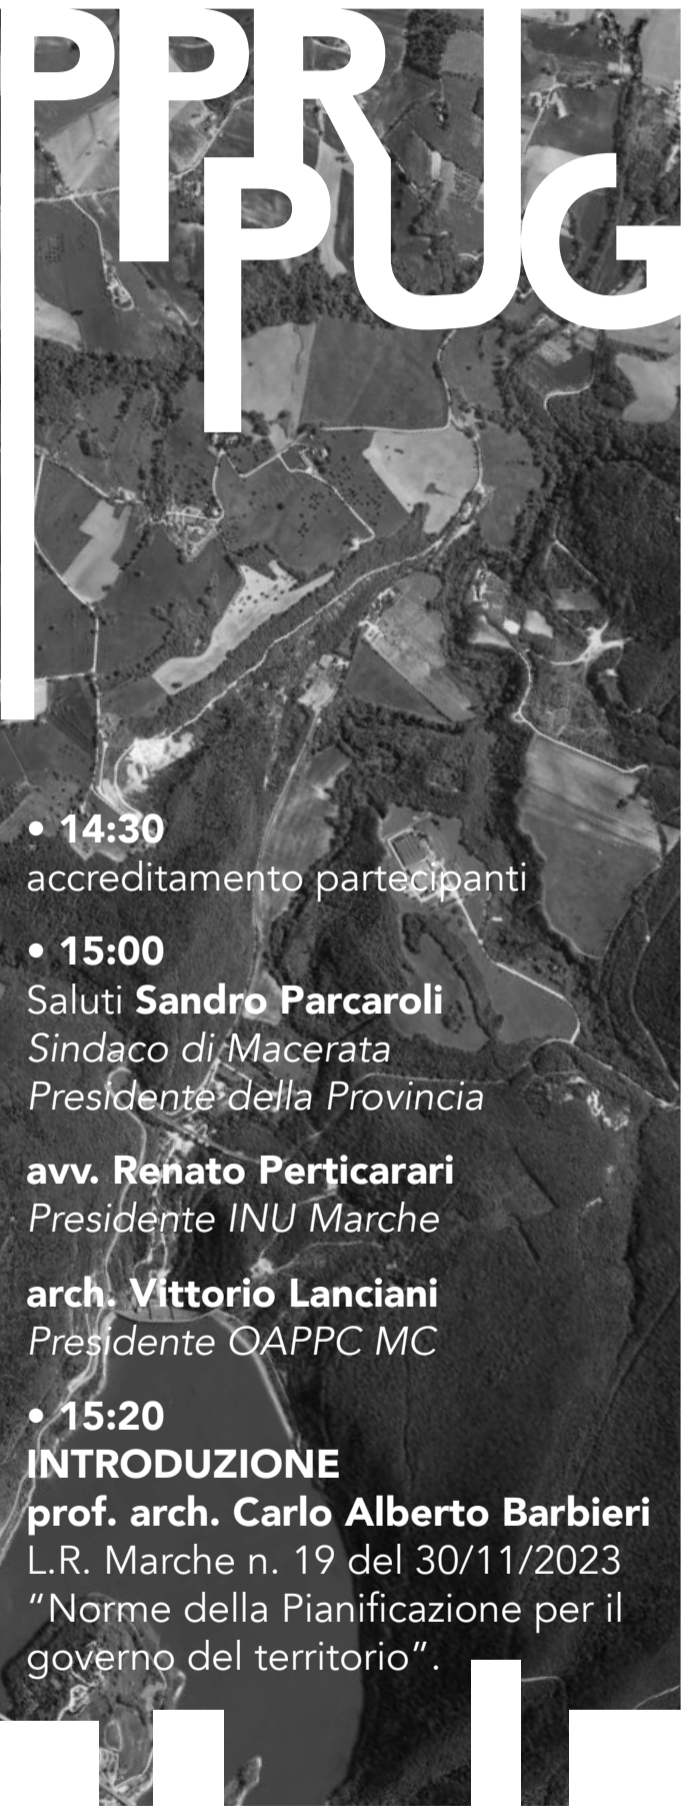 PPR
PUG
• 14:30
accreditamento partecipanti
• 15:00
Saluti Sandro Parcaroli
Sindaco di Macerata
Presidente della Provincia
avv. Renato Perticarari
Presidente INU Marche
arch. Vittorio Lanciani
Presidente OAPPC MC
• 15:20
INTRODUZIONE
prof. arch. Carlo Alberto Barbieri
L.R. Marche n. 19 del 30/11/2023
“Norme della Pianificazione per il
governo del territorio”.